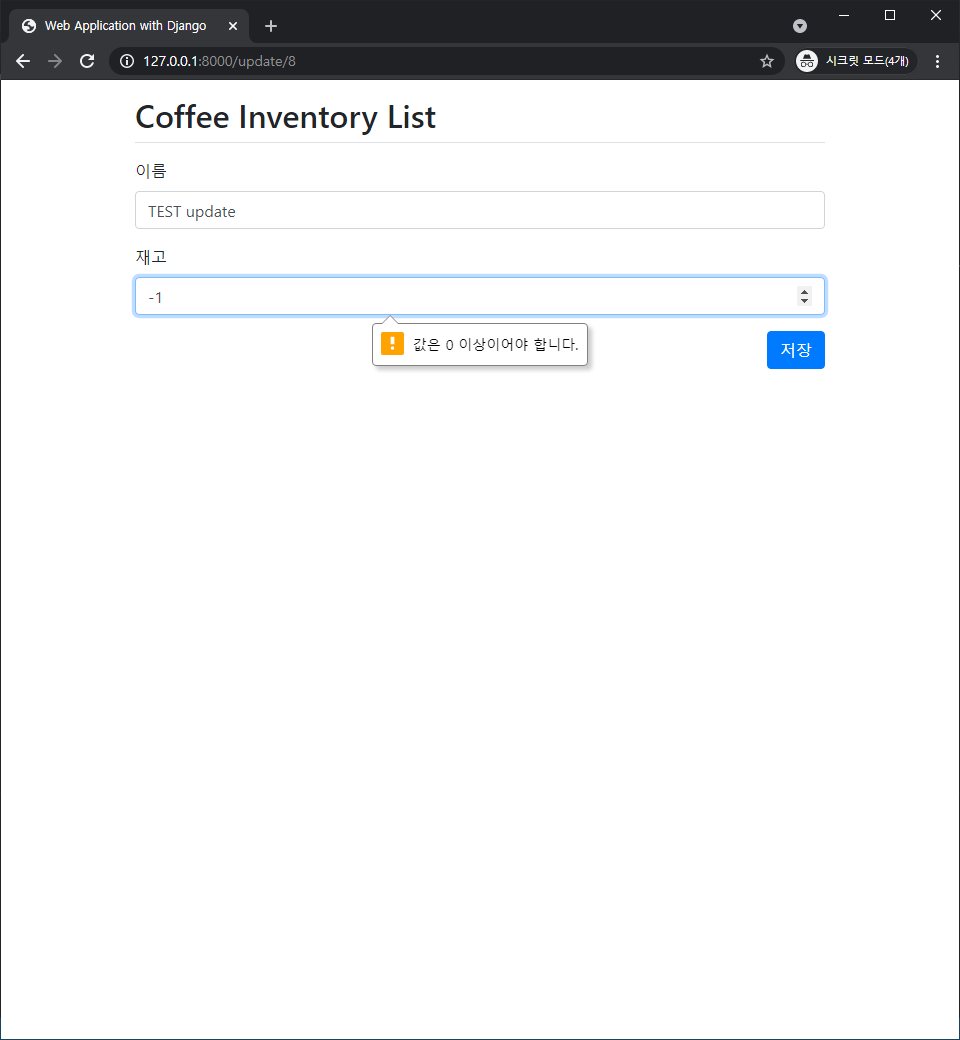 Web Application with Django
127.0.0.1:8000/update/8
시크릿 모드(4개)
Coffee Inventory List
이름
TEST update
재고
-1
값은 0 이상이어야 합니다.
저장